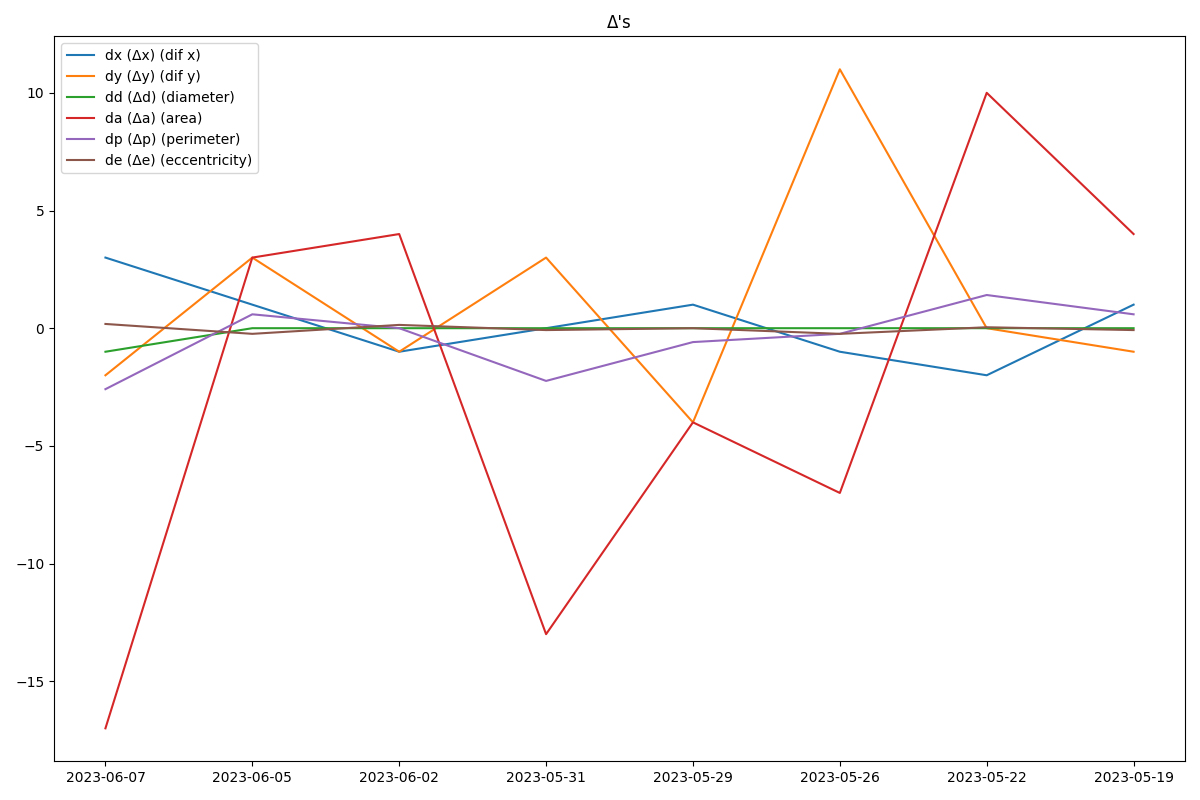 Δ's
dx (Δx) (dif x)
dy (Δy) (dif y)
dd (Δd) (diameter)
da (Δa) (area)
dp (Δp) (perimeter)
de (Δe) (eccentricity)
10
5
0
−5
−10
−15
2023-06-07 2023-06-05 2023-06-02 2023-05-31 2023-05-29 2023-05-26 2023-05-22 2023-05-19